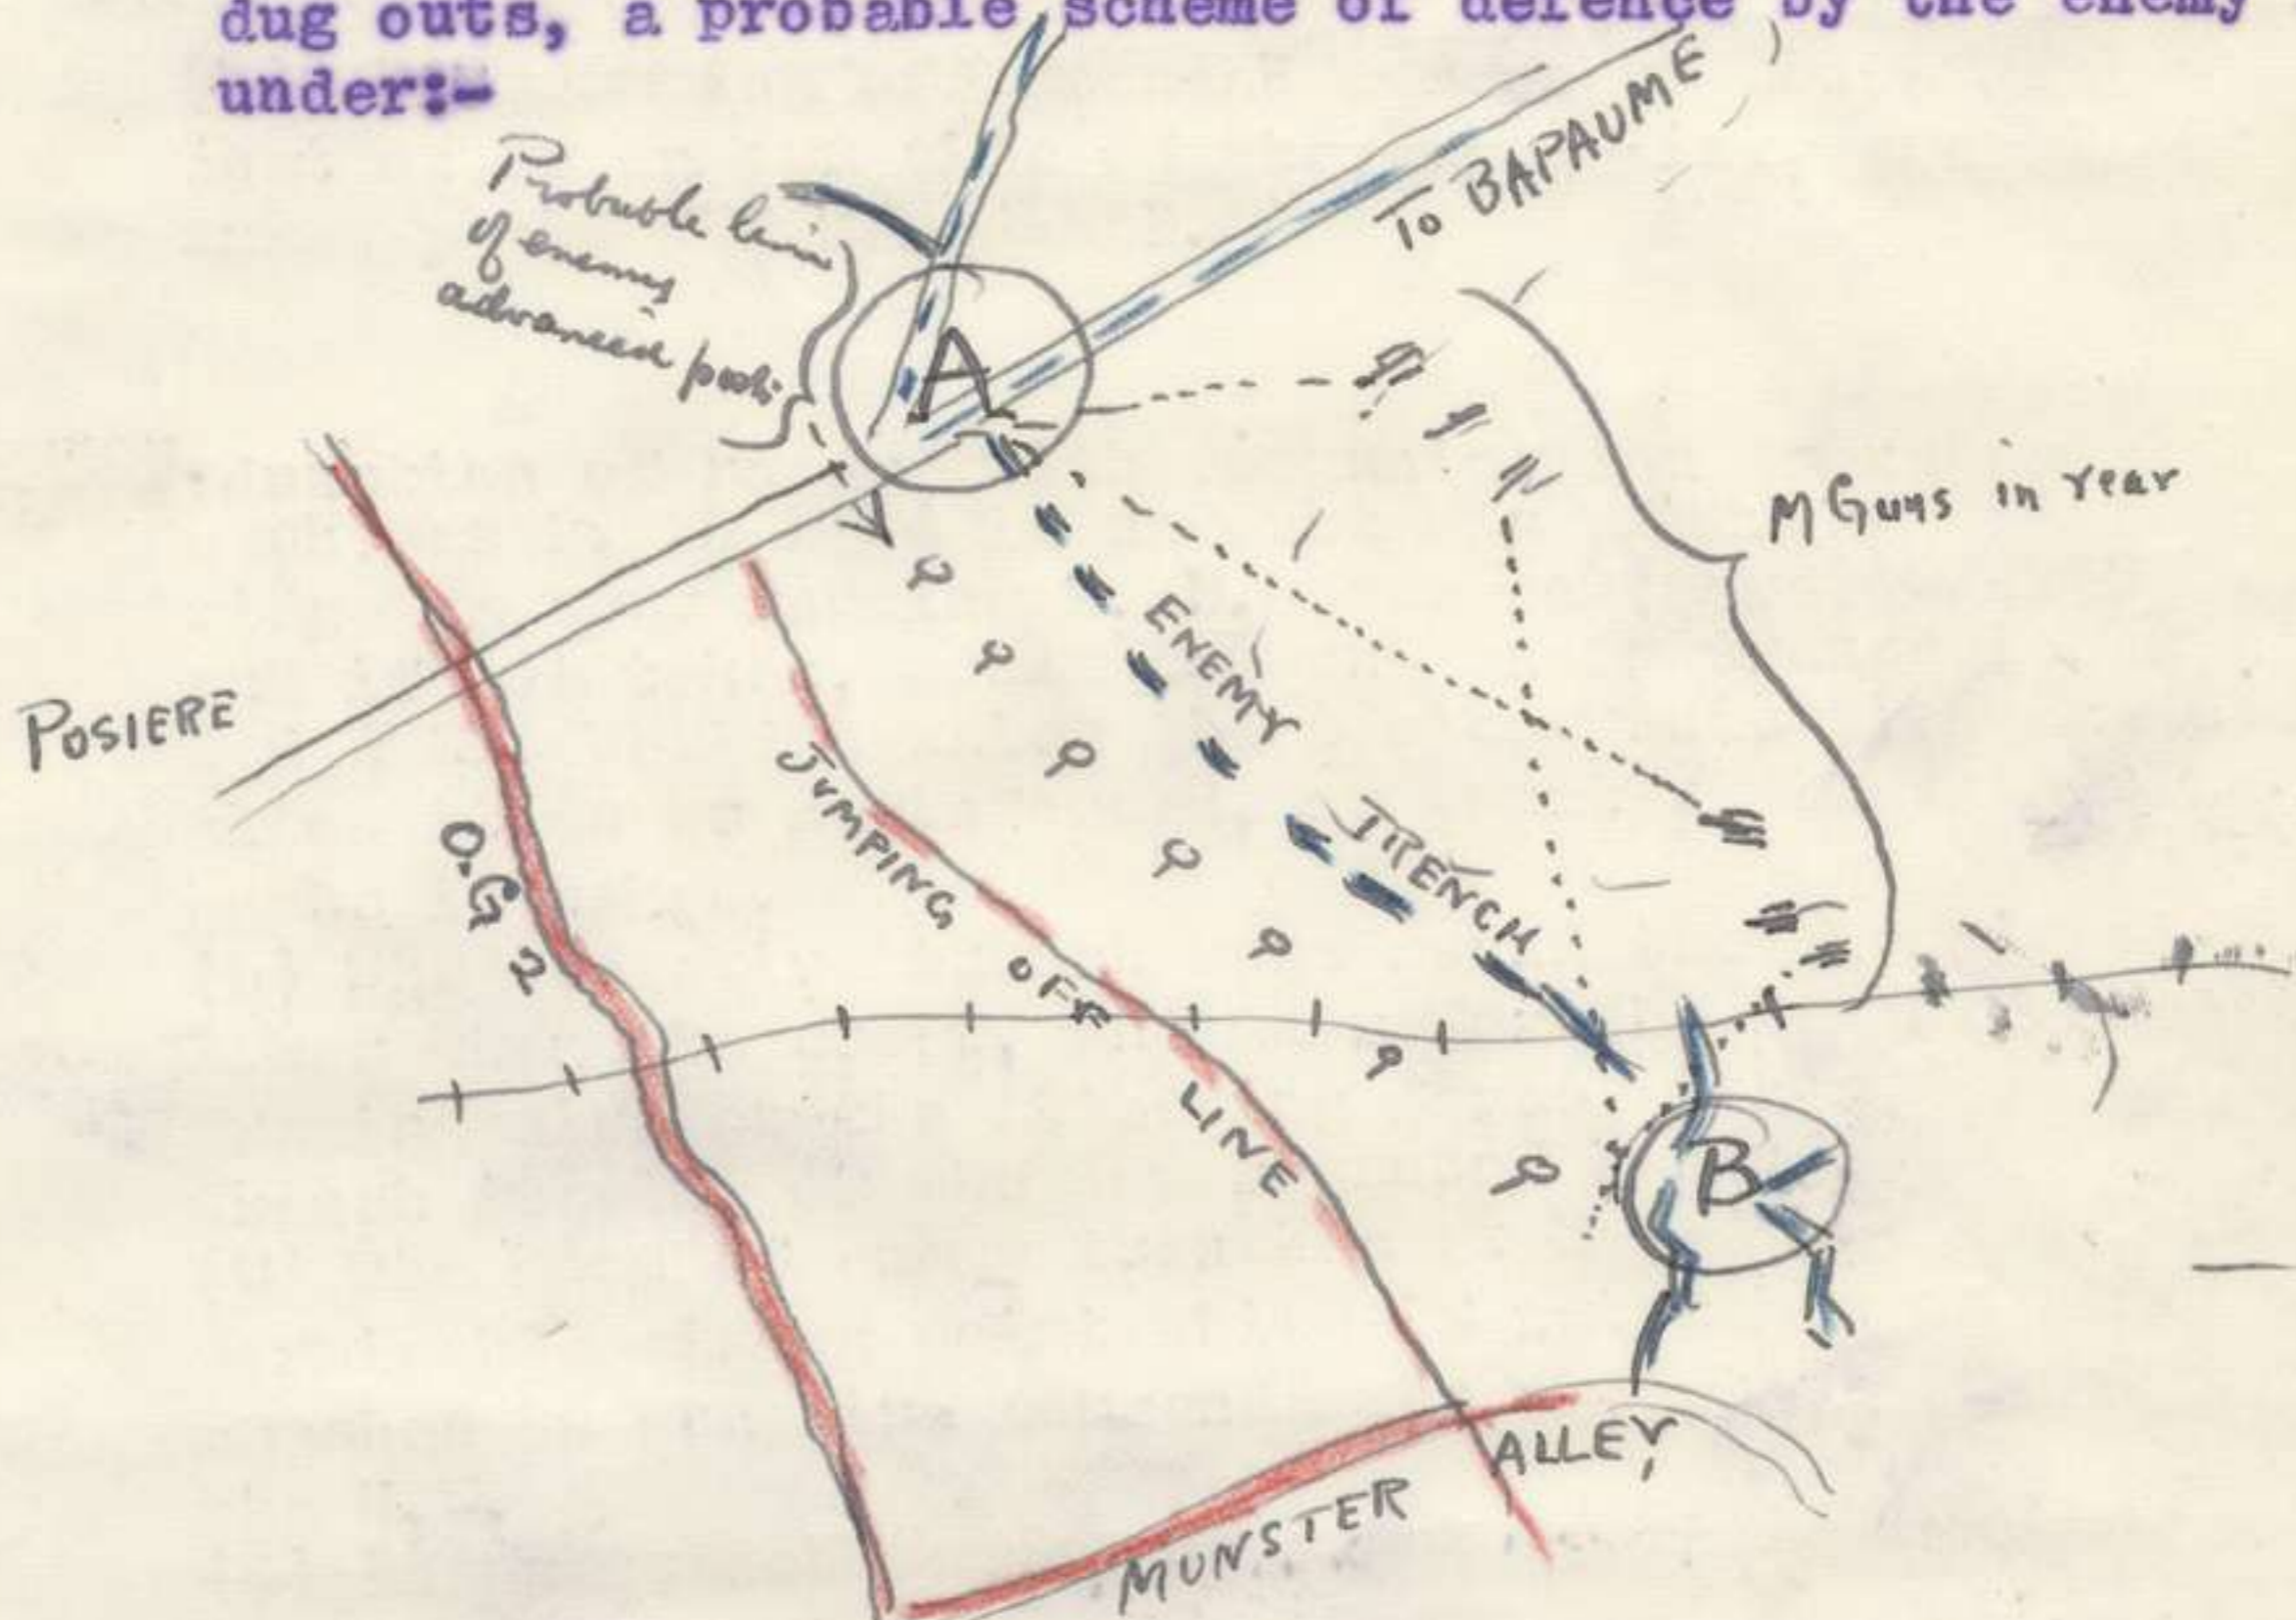 dug outs, a probable scheme of defence by the enemy
under:-
TO BAPAUME
Probable line
of enemy
advanced posts
A
M Guns in rear
ENEMY
TRENCH
POSIERE
O.G 2
JUMPING
OFF
LINE
B
ALLEY
MUNSTER